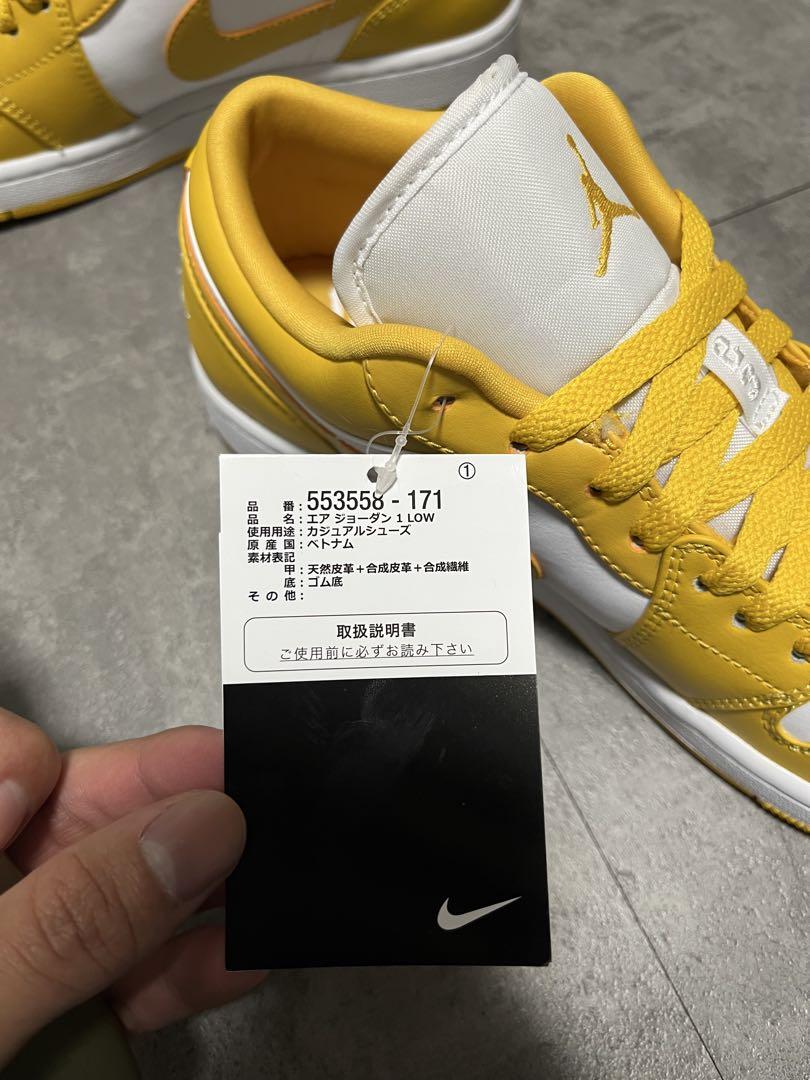 ①
品 番：553558 - 171
品 名：エア ジョーダン 1 LOW
使用用途：カジュアルシューズ
原 産 国：ベトナム
素材表記
甲：天然皮革＋合成皮革＋合成繊維
底：ゴム底
そ の 他：
取扱説明書
ご使用前に必ずお読み下さい